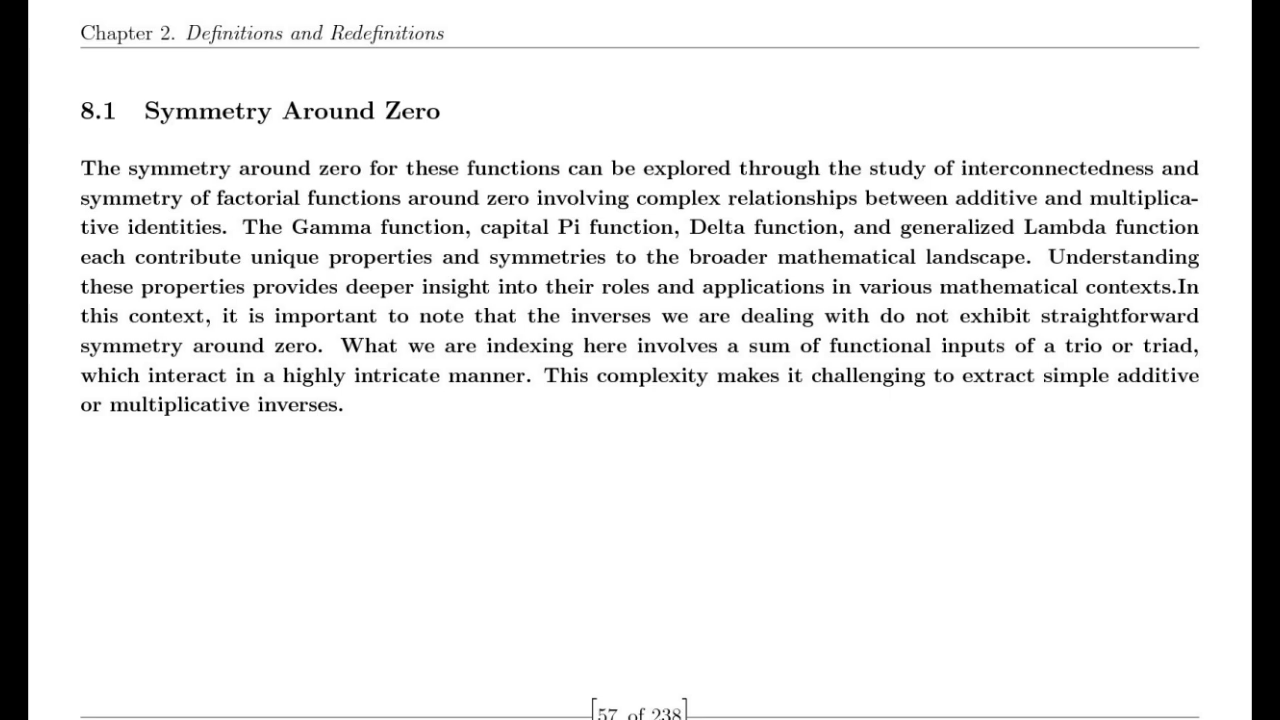 Chapter 2. Definitions and Redefinitions
8.1 Symmetry Around Zero
The symmetry around zero for these functions can be explored through the study of interconnectedness and
symmetry of factorial functions around zero involving complex relationships between additive and multiplica-
tive identities. The Gamma function, capital Pi function, Delta function, and generalized Lambda function
each contribute unique properties and symmetries to the broader mathematical landscape. Understanding
these properties provides deeper insight into their roles and applications in various mathematical contexts.In
this context, it is important to note that the inverses we are dealing with do not exhibit straightforward
symmetry around zero. What we are indexing here involves a sum of functional inputs of a trio or triad,
which interact in a highly intricate manner. This complexity makes it challenging to extract simple additive
or multiplicative inverses.
[57 of 238]